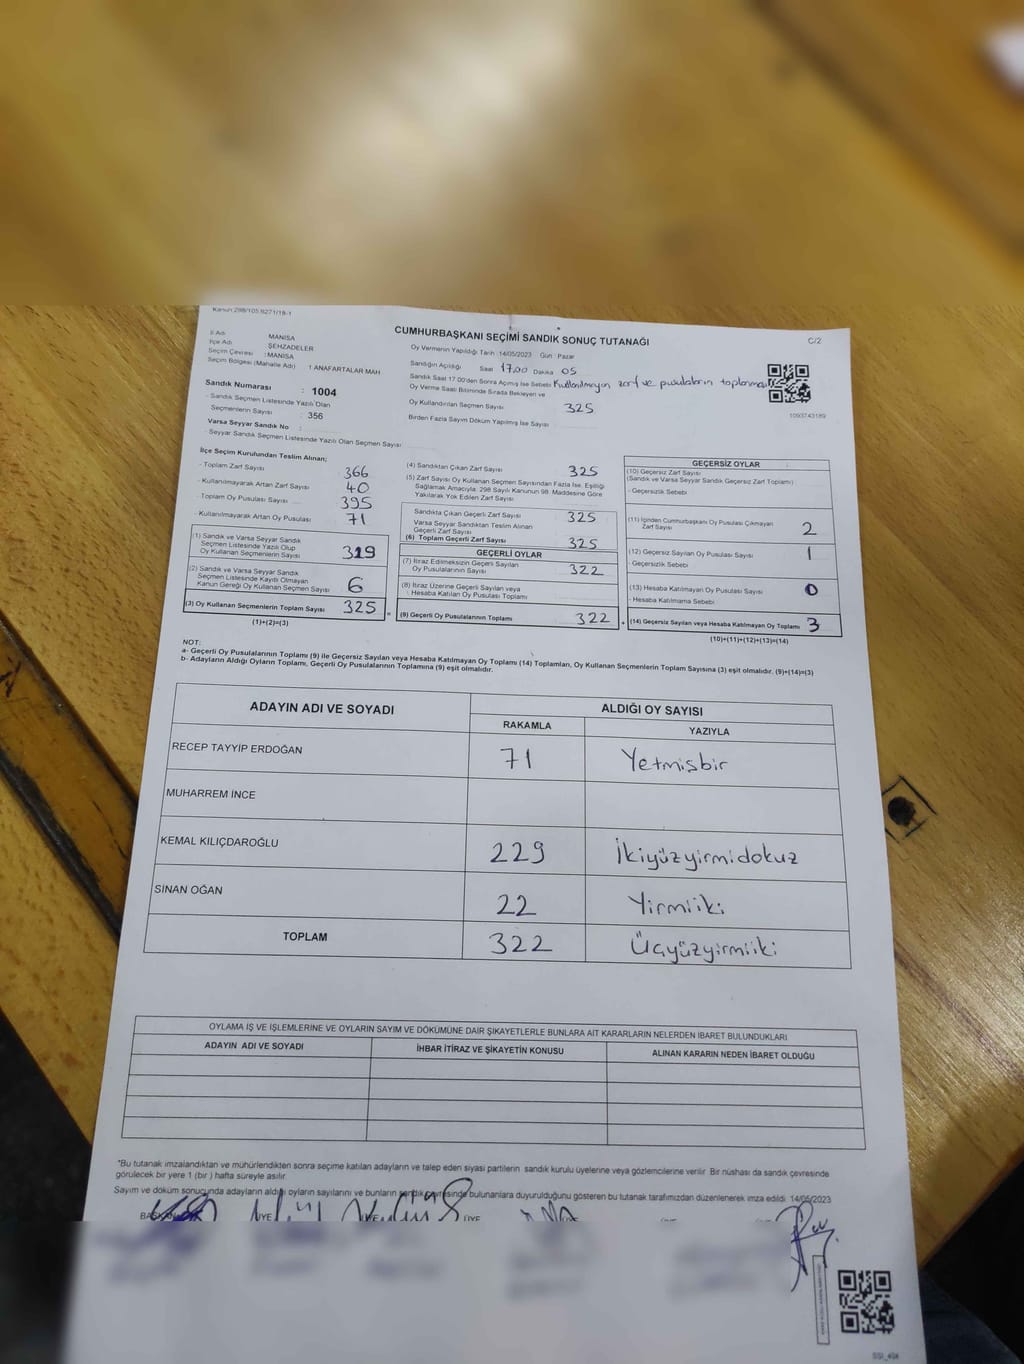 Kanun 298/105,6271/18-1
CUMHURBAŞKANI SEÇİMİ SANDIK SONUÇ TUTANAĞI
C/2
İl Adı : MANİSA
İlçe Adı : ŞEHZADELER
Seçim Çevresi : MANİSA
Seçim Bölgesi (Mahalle Adı) : 1 ANAFARTALAR MAH
Sandık Numarası : 1004
- Sandık Seçmen Listesinde Yazılı Olan
Seçmenlerin Sayısı : 356
Varsa Seyyar Sandık No :
- Seyyar Sandık Seçmen Listesinde Yazılı Olan Seçmen Sayısı
Oy Vermenin Yapıldığı Tarih :14/05/2023 Gün : Pazar
Sandığın Açıldığı Saat 17.00 Dakika 05
Sandık Saat 17.00'den Sonra Açılmış İse Sebebi Kullanılmayan zarf ve pusulaların toplanması
Oy Verme Saati Bitiminde Sırada Bekleyen ve
Oy Kullandırılan Seçmen Sayısı 325
Birden Fazla Sayım Döküm Yapılmış İse Sayısı
1093743189
İlçe Seçim Kurulundan Teslim Alınan;
- Toplam Zarf Sayısı 366
- Kullanılmayarak Artan Zarf Sayısı 40
- Toplam Oy Pusulası Sayısı 395
- Kullanılmayarak Artan Oy Pusulası 71
(1) Sandık ve Varsa Seyyar Sandık
Seçmen Listesinde Yazılı Olup
Oy Kullanan Seçmenlerin Sayısı 319
(2) Sandık ve Varsa Seyyar Sandık
Seçmen Listesinde Kayıtlı Olmayan
Kanun Gereği Oy Kullanan Seçmen Sayısı 6
(3) Oy Kullanan Seçmenlerin Toplam Sayısı 325
(1)+(2)=(3)
(4) Sandıktan Çıkan Zarf Sayısı 325
(5) Zarf Sayısı Oy Kullanan Seçmen Sayısından Fazla İse, Eşitliği
Sağlamak Amacıyla; 298 Sayılı Kanunun 98. Maddesine Göre
Yakılarak Yok Edilen Zarf Sayısı
Sandıkta Çıkan Geçerli Zarf Sayısı 325
Varsa Seyyar Sandıktan Teslim Alınan
Geçerli Zarf Sayısı
(6) Toplam Geçerli Zarf Sayısı 325
GEÇERLİ OYLAR
(7) İtiraz Edilmeksizin Geçerli Sayılan
Oy Pusulalarının Sayısı 322
(8) İtiraz Üzerine Geçerli Sayılan veya
Hesaba Katılan Oy Pusulası Toplamı
(9) Geçerli Oy Pusulalarının Toplamı 322
GEÇERSİZ OYLAR
(10) Geçersiz Zarf Sayısı
(Sandık ve Varsa Seyyar Sandık Geçersiz Zarf Toplamı)
- Geçersizlik Sebebi
(11) İçinden Cumhurbaşkanı Oy Pusulası Çıkmayan
Zarf Sayısı 2
(12) Geçersiz Sayılan Oy Pusulası Sayısı 1
- Geçersizlik Sebebi
(13) Hesaba Katılmayan Oy Pusulası Sayısı 0
- Hesaba Katılmama Sebebi
(14) Geçersiz Sayılan veya Hesaba Katılmayan Oy Toplamı 3
(10)+(11)+(12)+(13)=(14)
NOT:
a- Geçerli Oy Pusulalarının Toplamı (9) ile Geçersiz Sayılan veya Hesaba Katılmayan Oy Toplamı (14) Toplamları, Oy Kullanan Seçmenlerin Toplam Sayısına (3) eşit olmalıdır. (9)+(14)=(3)
b- Adayların Aldığı Oyların Toplamı, Geçerli Oy Pusulalarının Toplamına (9) eşit olmalıdır.
ADAYIN ADI VE SOYADI ALDIĞI OY SAYISI
RAKAMLA YAZIYLA
RECEP TAYYİP ERDOĞAN 71 Yetmişbir
MUHARREM İNCE
KEMAL KILIÇDAROĞLU 229 İkiyüzyirmidokuz
SİNAN OĞAN 22 Yirmiiki
TOPLAM 322 Üçyüzyirmiiki
OYLAMA İŞ VE İŞLEMLERİNE VE OYLARIN SAYIM VE DÖKÜMÜNE DAİR ŞİKAYETLERLE BUNLARA AİT KARARLARIN NELERDEN İBARET BULUNDUKLARI
ADAYIN ADI VE SOYADI İHBAR İTİRAZ VE ŞİKAYETİN KONUSU ALINAN KARARIN NEDEN İBARET OLDUĞU
*Bu tutanak imzalandıktan ve mühürlendikten sonra seçime katılan adayların ve talep eden siyasi partilerin sandık kurulu üyelerine veya gözlemcilerine verilir. Bir nüshası da sandık çevresinde
görülecek bir yere 1 (bir) hafta süreyle asılır.
Sayım ve döküm sonucunda adayların aldığı oyların sayılarını ve bunların sandık çevresinde bulunanlara duyurulduğunu gösteren bu tutanak tarafımızdan düzenlenerek imza edildi. 14/05/2023
BAŞKAN ÜYE ÜYE ÜYE